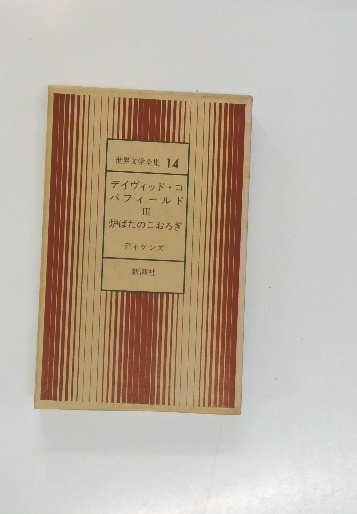 世界文学全集 14
デイヴィッド・コ
パフィールド
III
炉ばたのこおろぎ
ディケンズ
新潮社